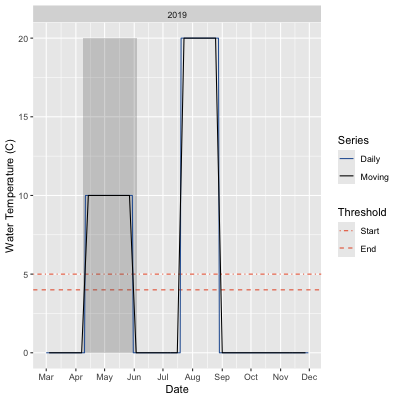 2019
20
15
10
5
0
Water Temperature (C)
Mar Apr May Jun Jul Aug Sep Oct Nov Dec
Date
Series
Daily
Moving
Threshold
Start
End